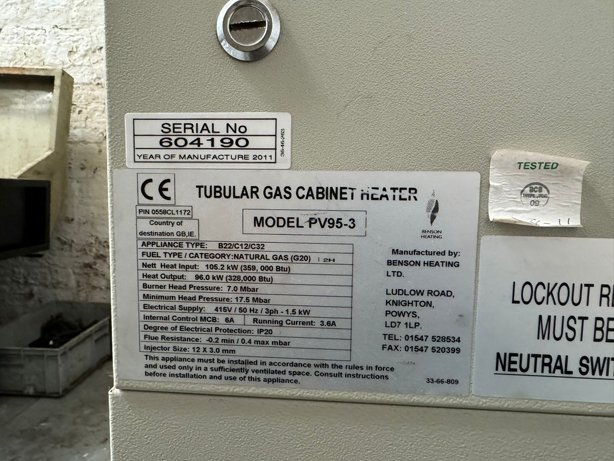 SERIAL No
604190
YEAR OF MANUFACTURE 2011
36-46-263
TESTED
BCB
09
CE
PIN 0558CL1172
Country of
destination GB,IE.
TUBULAR GAS CABINET HEATER
MODEL PV95-3
BENSON
HEATING
APPLIANCE TYPE: B22/C12/C32
FUEL TYPE / CATEGORY: NATURAL GAS (G20) I2H
Nett Heat Input: 105.2 kW (359, 000 Btu)
Heat Output: 96.0 kW (328,000 Btu)
Burner Head Pressure: 7.0 Mbar
Minimum Head Pressure: 17.5 Mbar
Electrical Supply: 415V / 50 Hz / 3ph - 1.5 kW
Internal Control MCB: 6A Running Current: 3.6A
Degree of Electrical Protection: IP20
Flue Resistance: -0.2 min / 0.4 max mbar
Injector Size: 12 X 3.0 mm
This appliance must be installed in accordance with the rules in force
and used only in a sufficiently ventilated space. Consult instructions
before installation and use of this appliance.
Manufactured by:
BENSON HEATING
LTD.
LUDLOW ROAD,
KNIGHTON,
POWYS,
LD7 1LP.
TEL: 01547 528534
FAX: 01547 520399
33-66-809
LOCKOUT RE
MUST BE
NEUTRAL SWIT